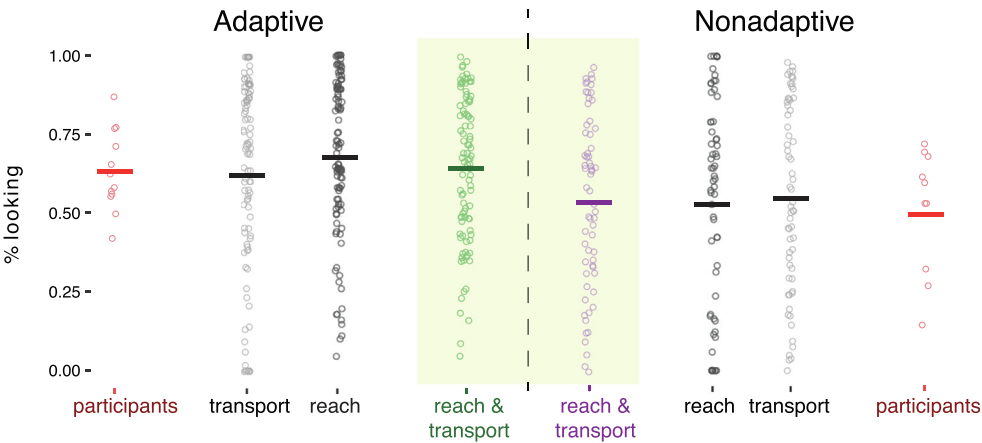 Adaptive
Nonadaptive
% looking
1.00
0.75
0.50
0.25
0.00
participants
transport
reach
reach &
transport
reach &
transport
reach
transport
participants